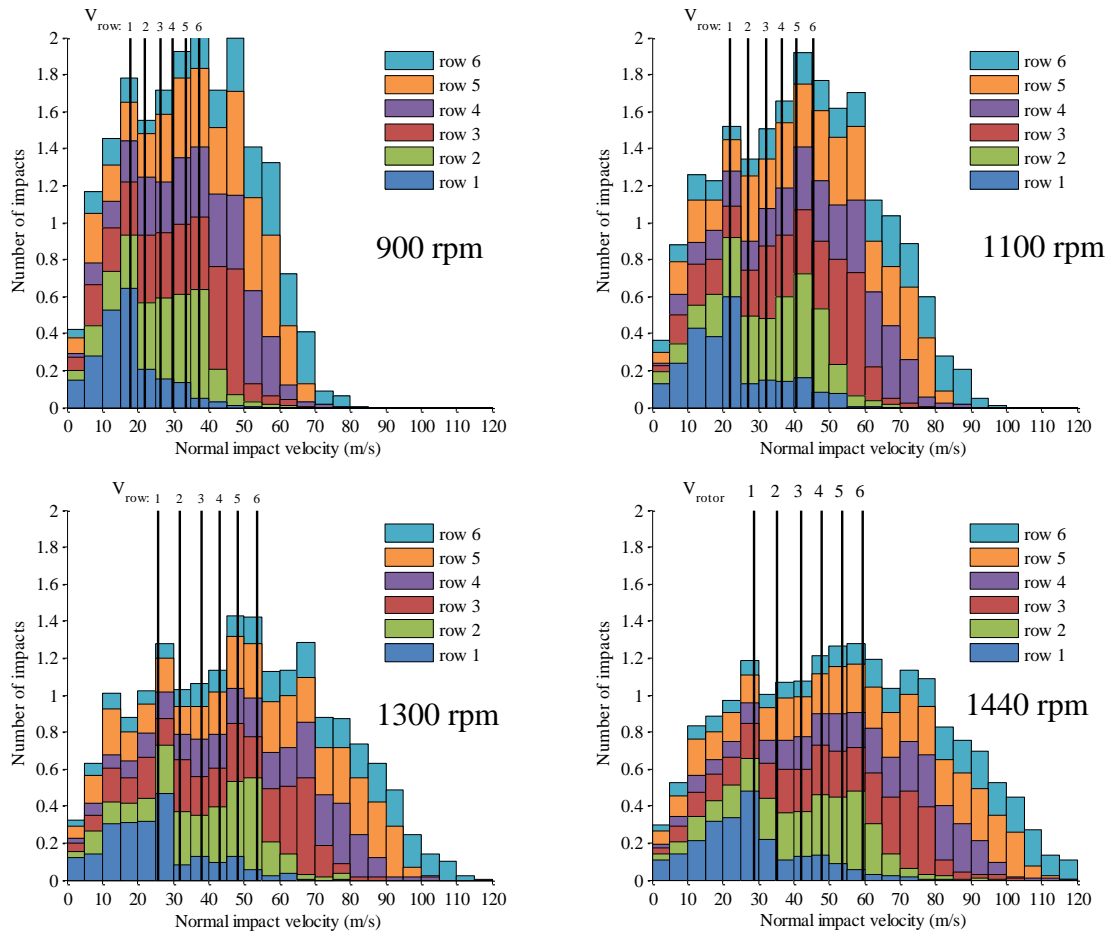 V row: 1 2 3 4 5 6
2
1.8
1.6
1.4
1.2
1
0.8
0.6
0.4
0.2
0
Number of impacts
row 6
row 5
row 4
row 3
row 2
row 1
900 rpm
0 10 20 30 40 50 60 70 80 90 100 110 120
Normal impact velocity (m/s)
V row: 1 2 3 4 5 6
2
1.8
1.6
1.4
1.2
1
0.8
0.6
0.4
0.2
0
Number of impacts
row 6
row 5
row 4
row 3
row 2
row 1
1100 rpm
0 10 20 30 40 50 60 70 80 90 100 110 120
Normal impact velocity (m/s)
V row: 1 2 3 4 5 6
2
1.8
1.6
1.4
1.2
1
0.8
0.6
0.4
0.2
0
Number of impacts
row 6
row 5
row 4
row 3
row 2
row 1
1300 rpm
0 10 20 30 40 50 60 70 80 90 100 110 120
Normal impact velocity (m/s)
V rotor 1 2 3 4 5 6
2
1.8
1.6
1.4
1.2
1
0.8
0.6
0.4
0.2
0
Number of impacts
row 6
row 5
row 4
row 3
row 2
row 1
1440 rpm
0 10 20 30 40 50 60 70 80 90 100 110 120
Normal impact velocity (m/s)